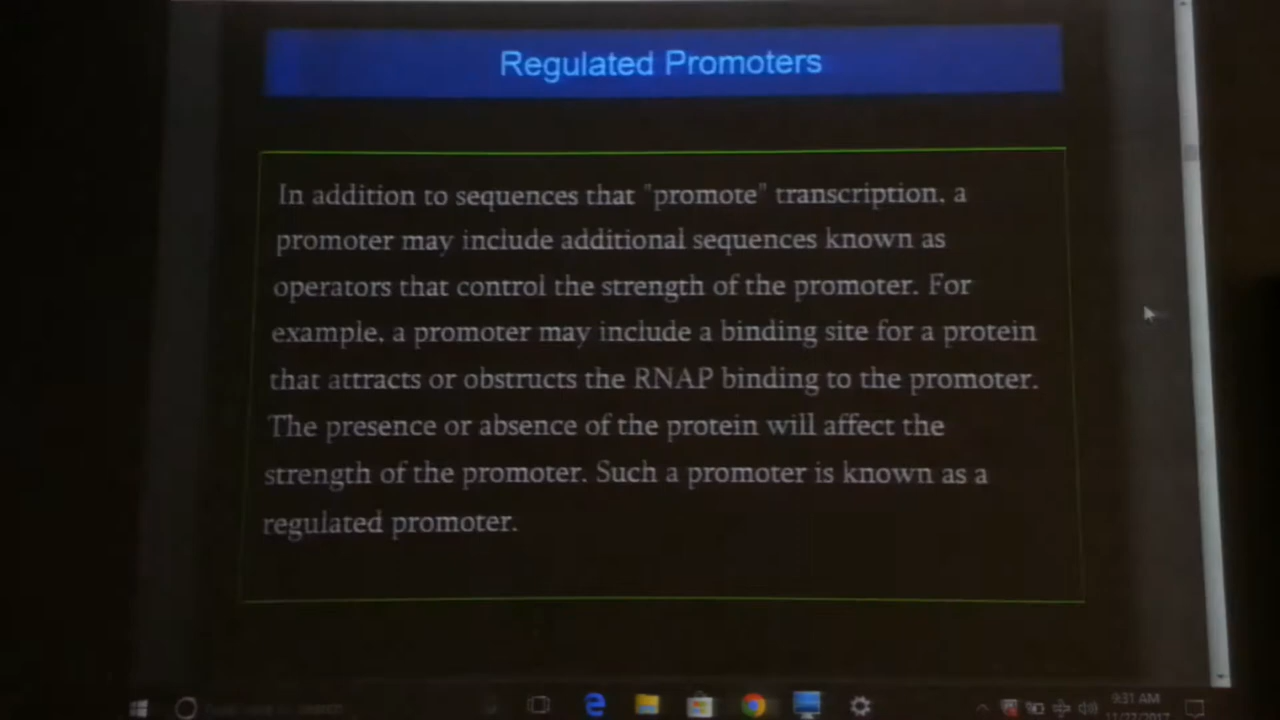 Regulated Promoters
In addition to sequences that "promote" transcription, a
promoter may include additional sequences known as
operators that control the strength of the promoter. For
example, a promoter may include a binding site for a protein
that attracts or obstructs the RNAP binding to the promoter.
The presence or absence of the protein will affect the
strength of the promoter. Such a promoter is known as a
regulated promoter.
9:31 AM